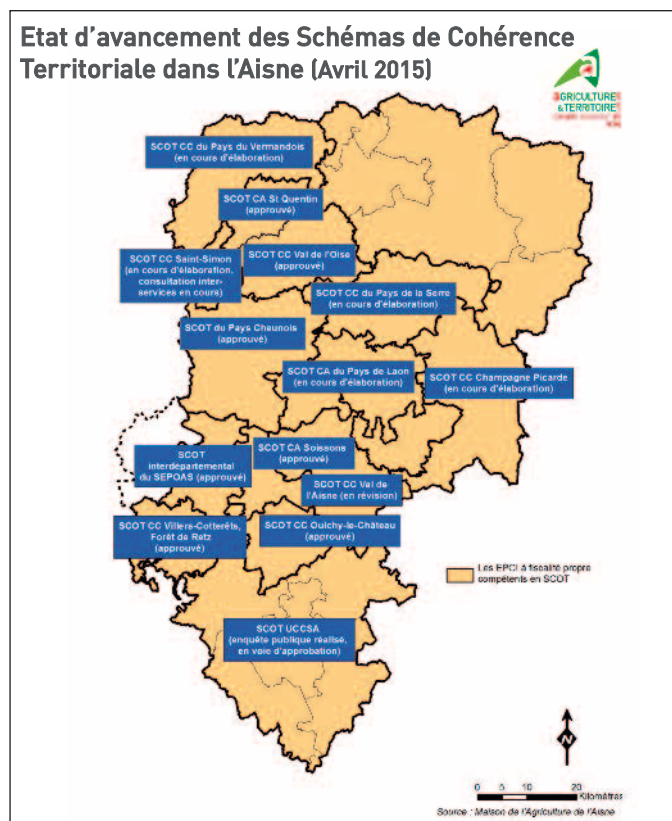 Etat d'avancement des Schémas de Cohérence
Territoriale dans l'Aisne (Avril 2015)
AGRICULTURES
& TERRITOIRES
SCOT CC du Pays du Vermandois
(en cours d'élaboration)
SCOT CA St Quentin
(approuvé)
SCOT CC Saint-Simon
(en cours d'élaboration,
consultation inter-
services en cours)
SCOT CC Val de l'Oise
(approuvé)
SCOT CC du Pays de la Serre
(en cours d'élaboration)
SCOT du Pays Chaunois
(approuvé)
SCOT CA du Pays de Laon
(en cours d'élaboration)
SCOT CC Champagne Picarde
(en cours d'élaboration)
SCOT
interdépartemental
du SEPOAS (approuvé)
SCOT CA Soissons
(approuvé)
SCOT CC Val de
l'Aisne (en révision)
SCOT CC Villers-Cotterêts,
Forêt de Retz
(approuvé)
SCOT CC Oulchy-le-Château
(approuvé)
Les EPCI à fiscalité propre
compétents en SCOT
SCOT UCCSA
(enquête publique réalisé,
en voie d'approbation)
N
0 5 10 20
Kilomètres
Source : Maison de l'Agriculture de l'Aisne